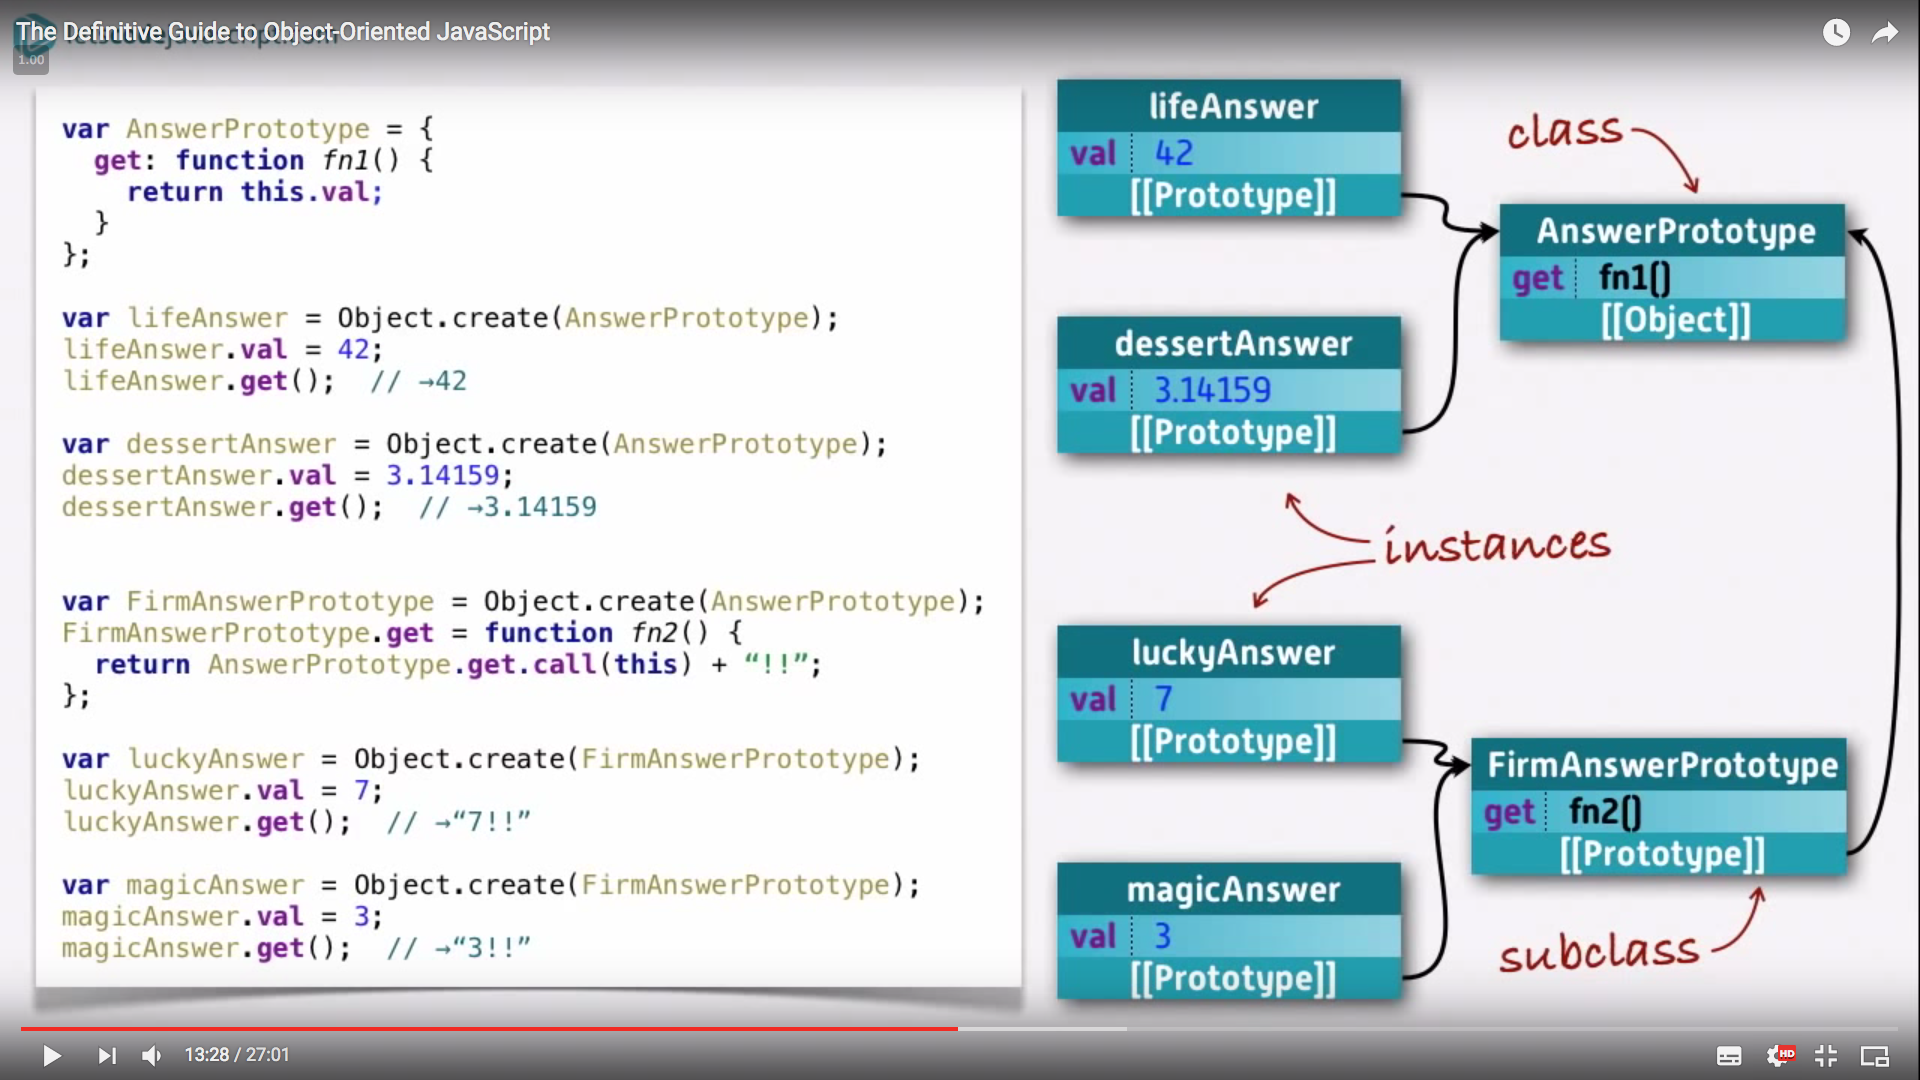 The Definitive Guide to Object-Oriented JavaScript
letscodejavascript.com
1.00
var AnswerPrototype = {
  get: function fn1() {
    return this.val;
  }
};
var lifeAnswer = Object.create(AnswerPrototype);
lifeAnswer.val = 42;
lifeAnswer.get();  // →42
var dessertAnswer = Object.create(AnswerPrototype);
dessertAnswer.val = 3.14159;
dessertAnswer.get();  // →3.14159
var FirmAnswerPrototype = Object.create(AnswerPrototype);
FirmAnswerPrototype.get = function fn2() {
  return AnswerPrototype.get.call(this) + “!!”;
};
var luckyAnswer = Object.create(FirmAnswerPrototype);
luckyAnswer.val = 7;
luckyAnswer.get();  // →“7!!”
var magicAnswer = Object.create(FirmAnswerPrototype);
magicAnswer.val = 3;
magicAnswer.get();  // →“3!!”
lifeAnswer
val 42
[[Prototype]]
class
AnswerPrototype
get fn1()
[[Object]]
dessertAnswer
val 3.14159
[[Prototype]]
instances
luckyAnswer
val 7
[[Prototype]]
FirmAnswerPrototype
get fn2()
[[Prototype]]
magicAnswer
val 3
[[Prototype]]
subclass
13:28 / 27:01
HD